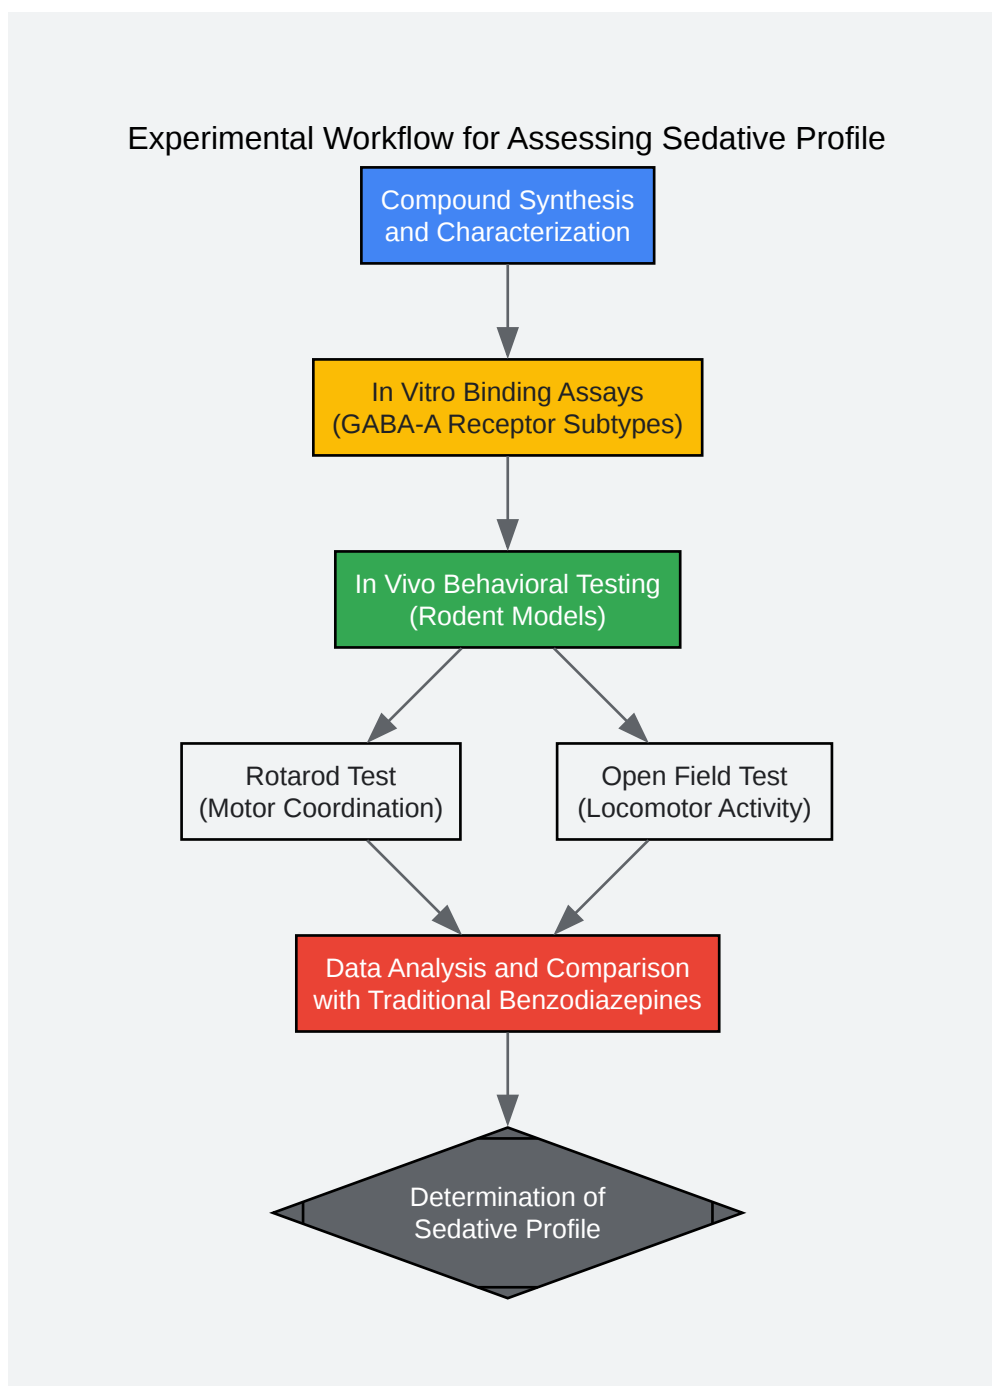 Experimental Workflow for Assessing Sedative Profile
Compound Synthesis
and Characterization
In Vitro Binding Assays
(GABA-A Receptor Subtypes)
In Vivo Behavioral Testing
(Rodent Models)
Rotarod Test
(Motor Coordination)
Open Field Test
(Locomotor Activity)
Data Analysis and Comparison
with Traditional Benzodiazepines
Determination of
Sedative Profile